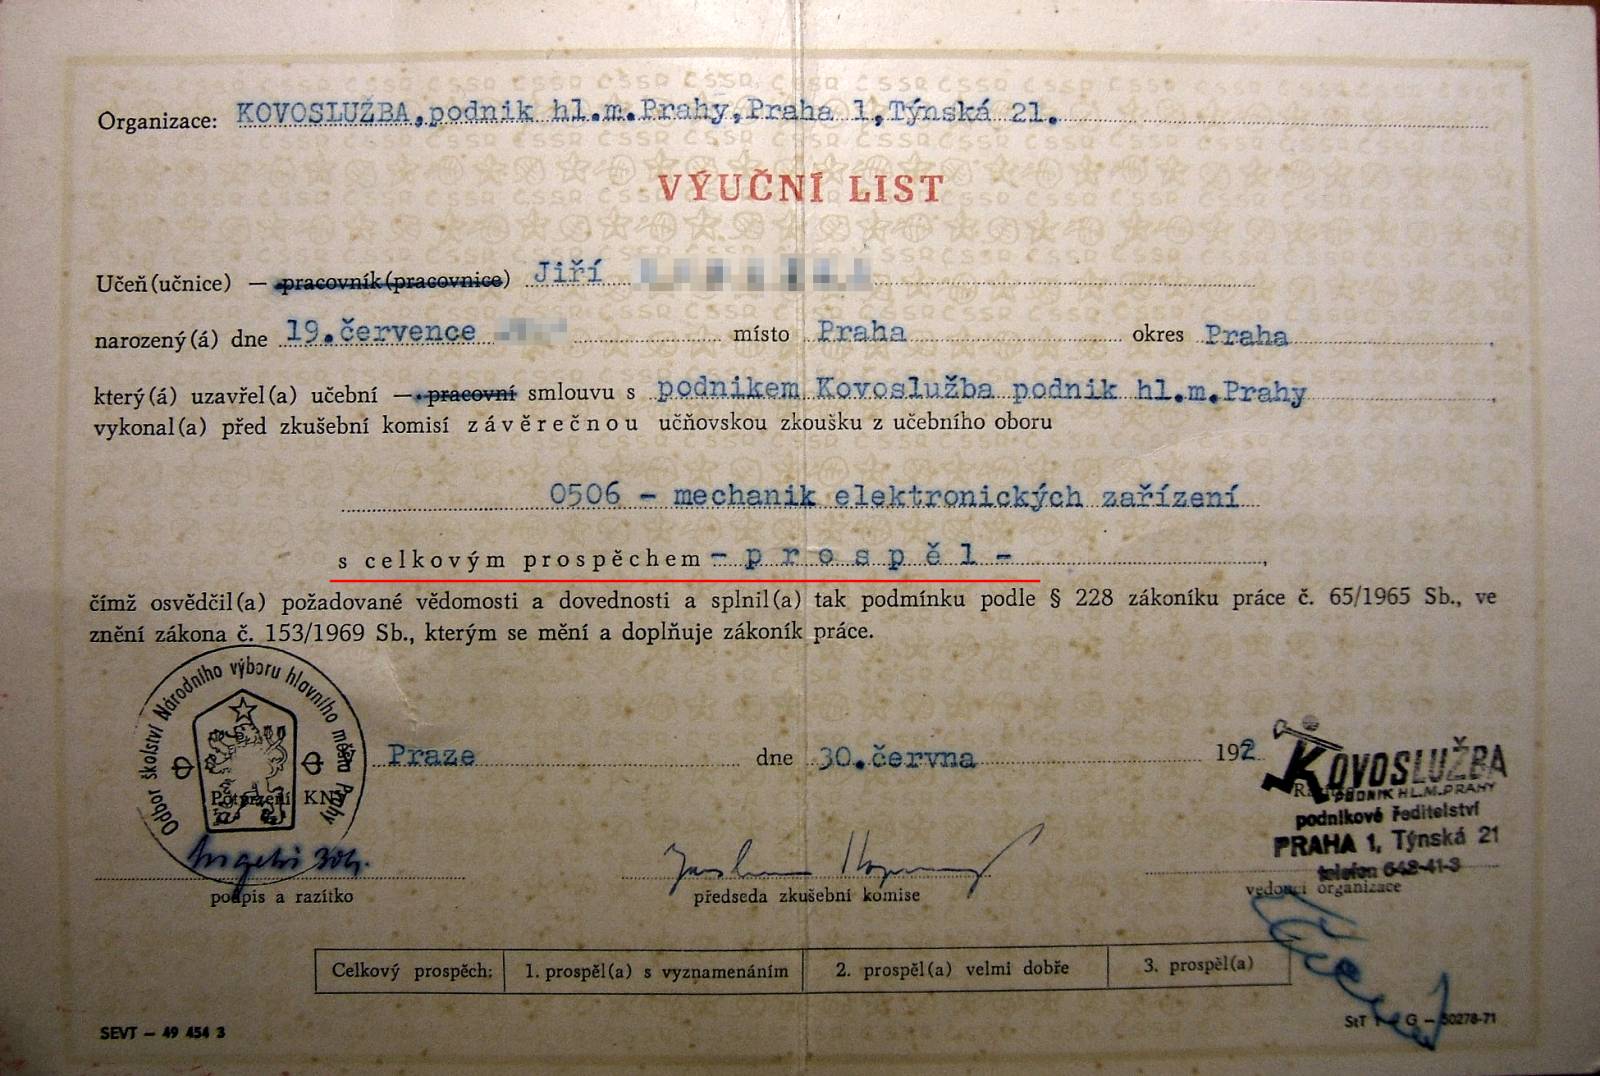 Organizace: KOVOSLUŽBA,podnik hl.m.Prahy,Praha 1,Týnská 21.
VÝUČNÍ LIST
Učeň(učnice) — pracovník(pracovnice) Jiří
narozený(á) dne 19.července místo Praha okres Praha
který(á) uzavřel(a) učební — pracovní smlouvu s podnikem Kovoslužba podnik hl.m.Prahy
vykonal(a) před zkušební komisí závěrečnou učňovskou zkoušku z učebního oboru
0506 - mechanik elektronických zařízení
s celkovým prospěchem - prospěl -,
čímž osvědčil(a) požadované vědomosti a dovednosti a splnil(a) tak podmínku podle § 228 zákoníku práce č. 65/1965 Sb., ve
znění zákona č. 153/1969 Sb., kterým se mění a doplňuje zákoník práce.
Odbor školství Národního výboru hlavního města Prahy
Praze dne 30.června 1972
Potvrzení KNV
KOVOSLUŽBA
PODNIK HL.M.PRAHY
podnikové ředitelství
PRAHA 1, Týnská 21
telefon 642-41-3
podpis a razítko
předseda zkušební komise
vedoucí organizace
Celkový prospěch: 1. prospěl(a) s vyznamenáním 2. prospěl(a) velmi dobře 3. prospěl(a)
SEVT — 49 454 3
StT G — 50278-71